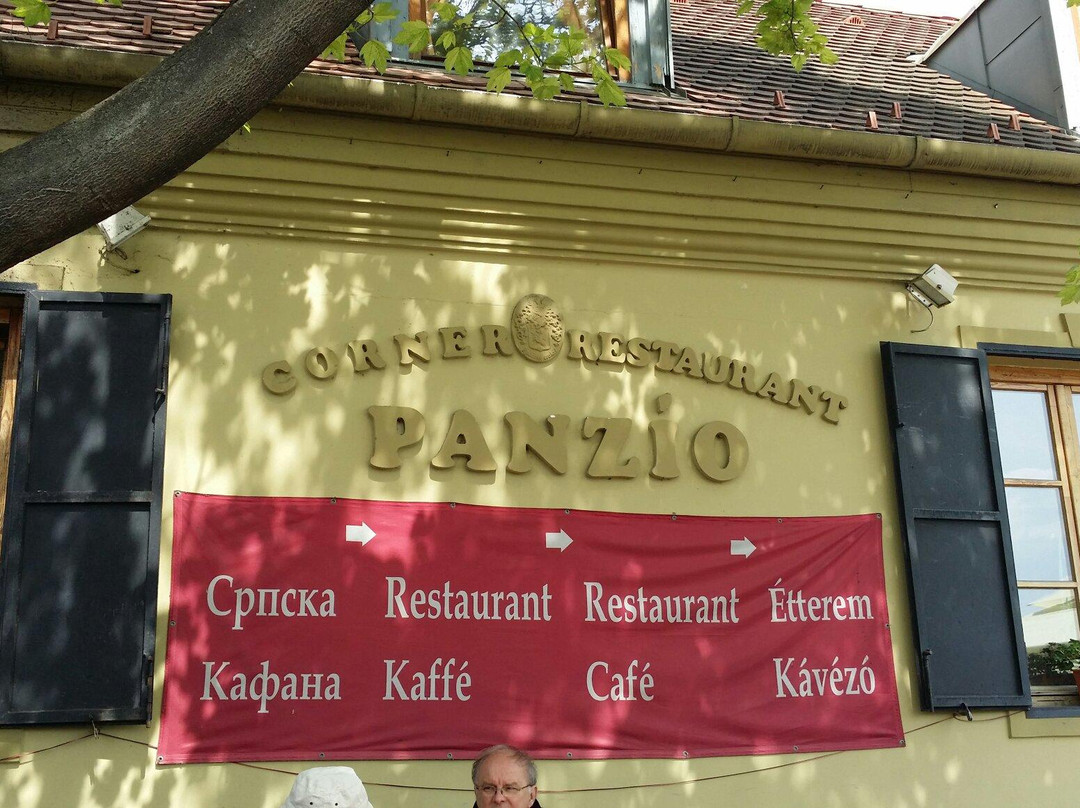 CORNER RESTAURANT
PANZIÓ
Српска Restaurant Restaurant Étterem
Кафана Kaffé Café Kávézó